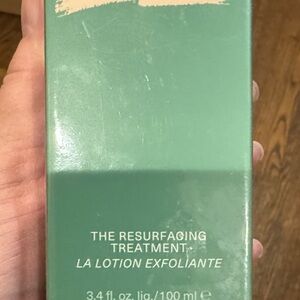 THE RESURFACING
TREATMENT
LA LOTION EXFOLIANTE
3.4 fl. oz. liq./100 ml ℮